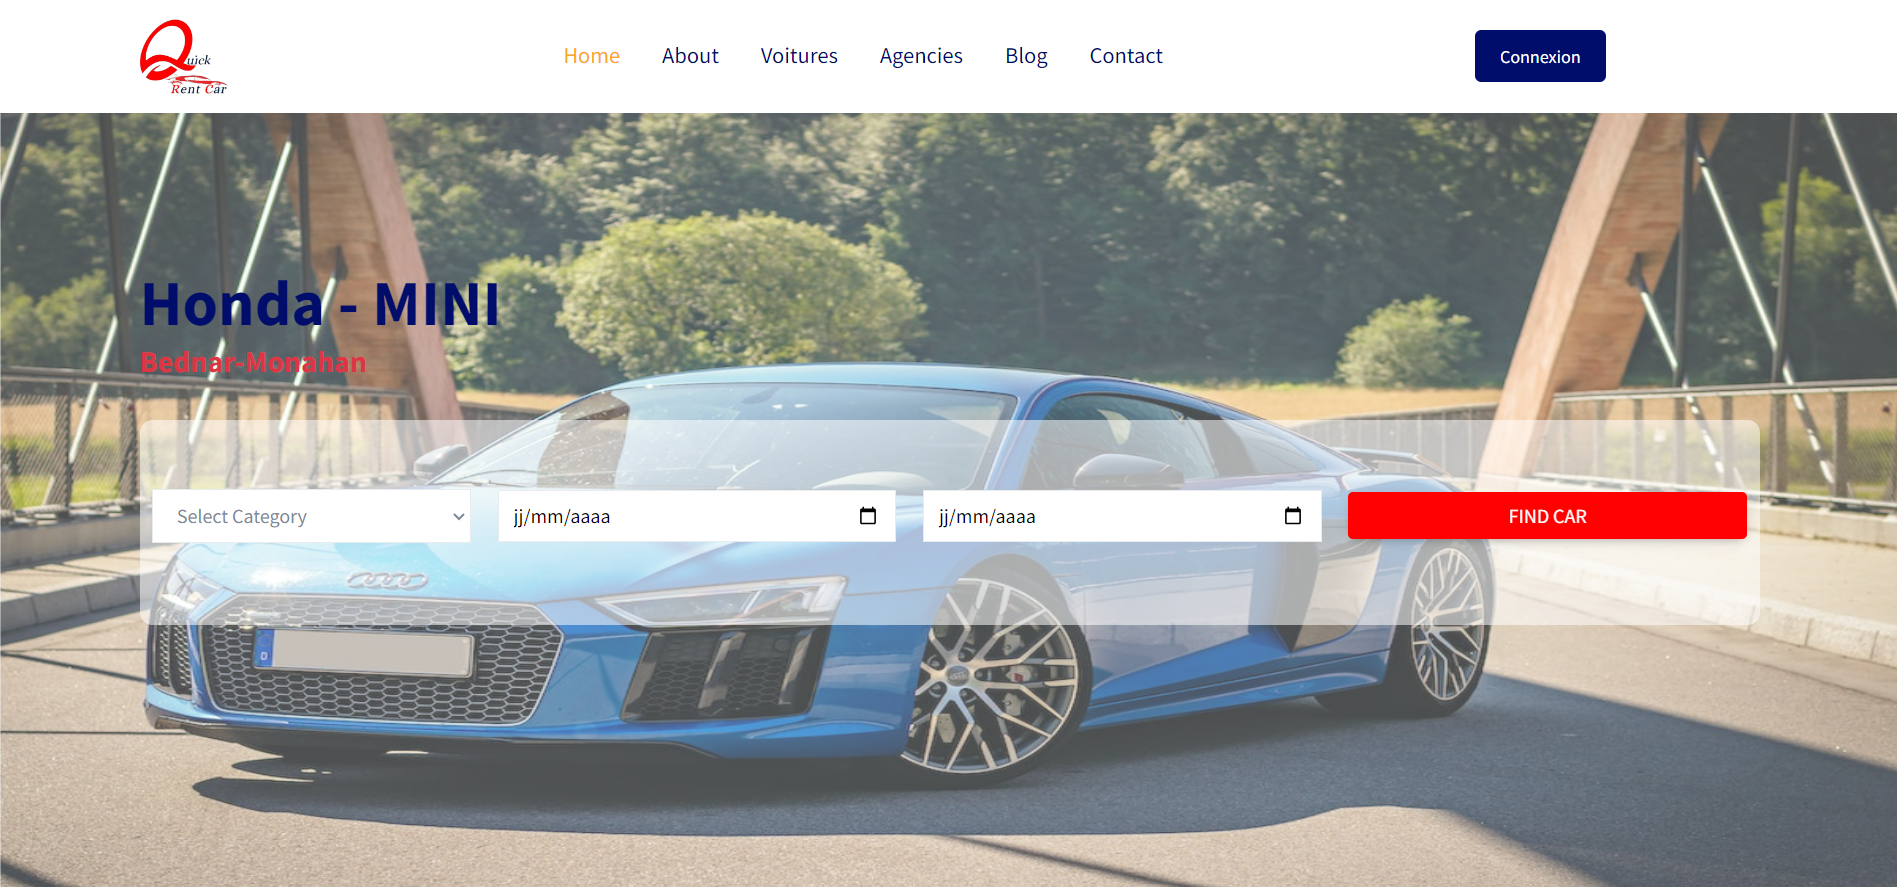 Quick
Rent Car
Home About Voitures Agencies Blog Contact
Connexion
Honda - MINI
Bednar-Monahan
Select Category jj/mm/aaaa jj/mm/aaaa FIND CAR
D